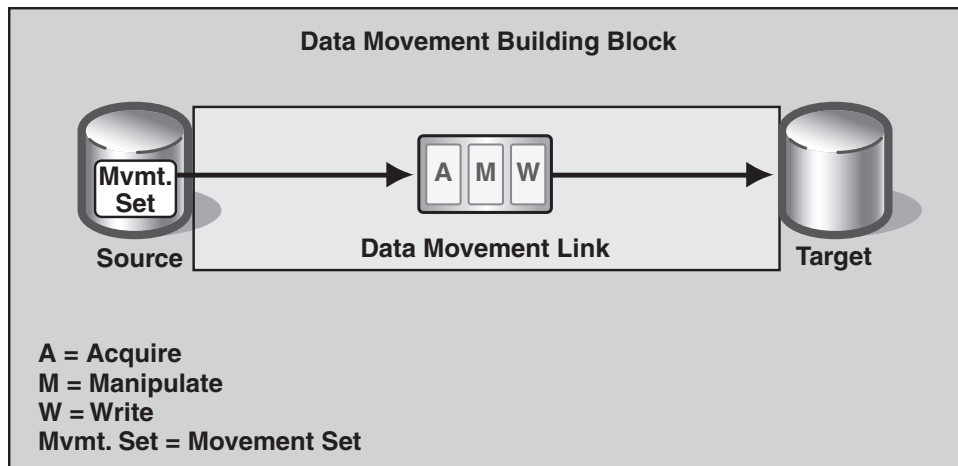 Data Movement Building Block
Mvmt.
Set
A M W
Source
Data Movement Link
Target
A = Acquire
M = Manipulate
W = Write
Mvmt. Set = Movement Set